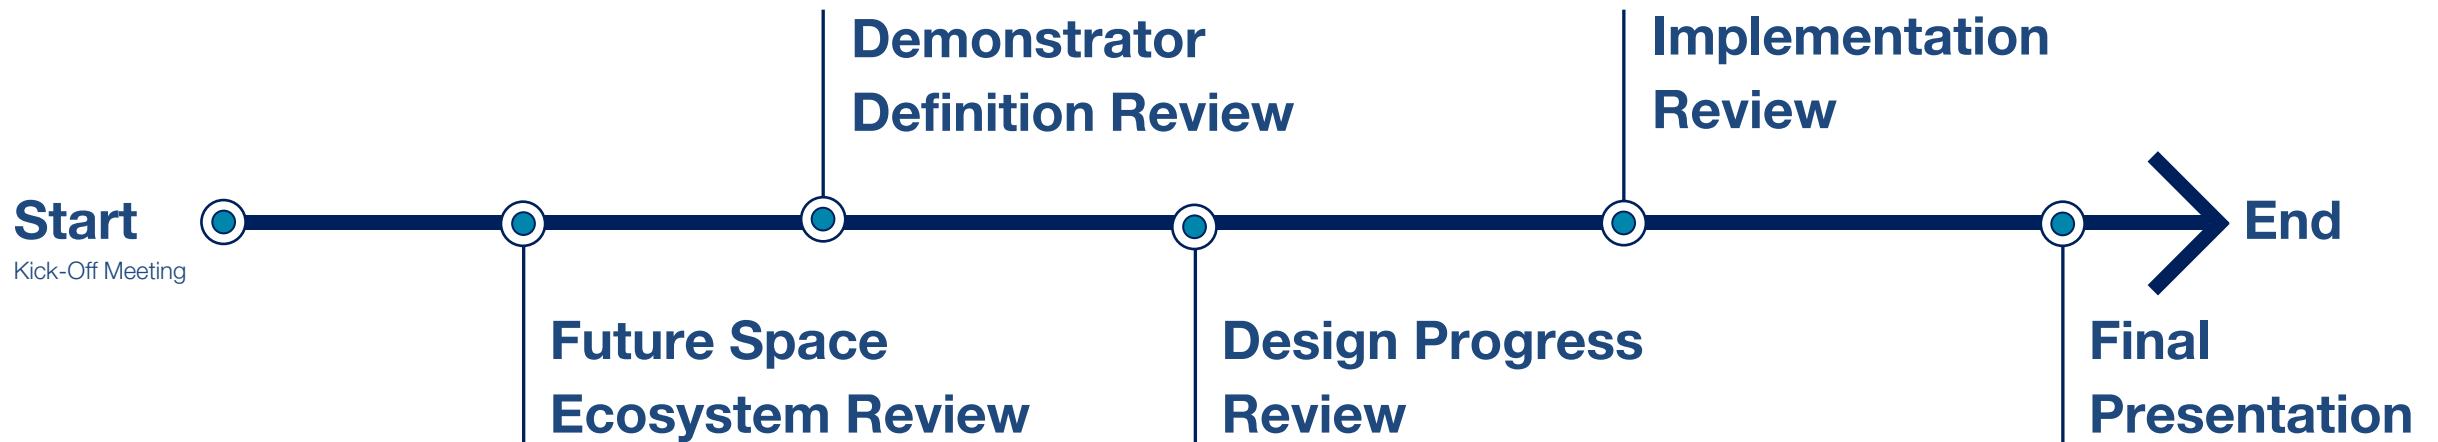 Demonstrator
Definition Review
Implementation
Review
Start
Kick-Off Meeting
End
Future Space
Ecosystem Review
Design Progress
Review
Final
Presentation